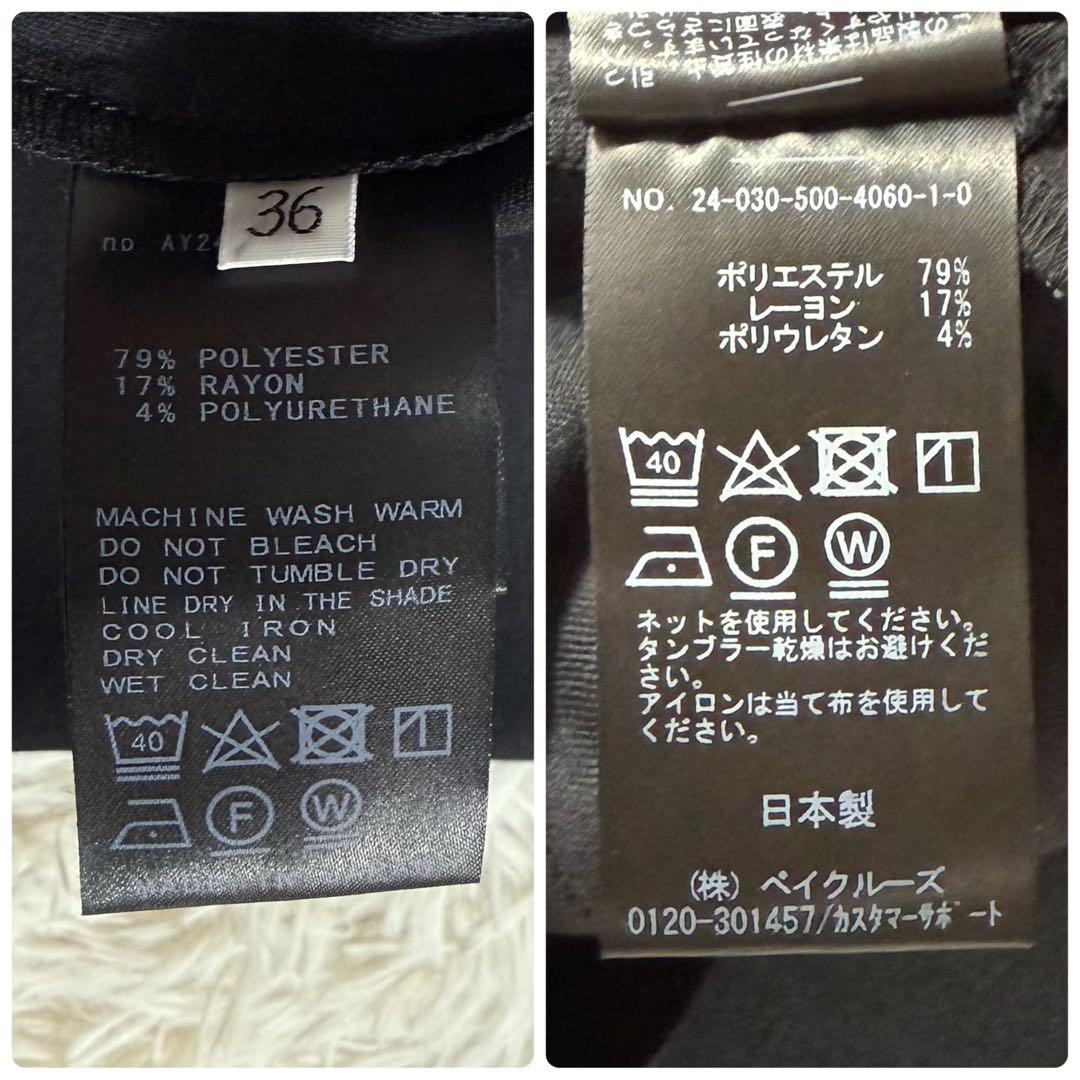 36
no AY2
79% POLYESTER
17% RAYON
4% POLYURETHANE
MACHINE WASH WARM
DO NOT BLEACH
DO NOT TUMBLE DRY
LINE DRY IN THE SHADE
COOL IRON
DRY CLEAN
WET CLEAN
40
F W
NO. 24-030-500-4060-1-0
ポリエステル 79%
レーヨン 17%
ポリウレタン 4%
40
F W
ネットを使用してください。
タンブラー乾燥はお避けくだ
さい。
アイロンは当て布を使用して
ください。
日本製
(株) ベイクルーズ
0120-301457/カスタマーサポート